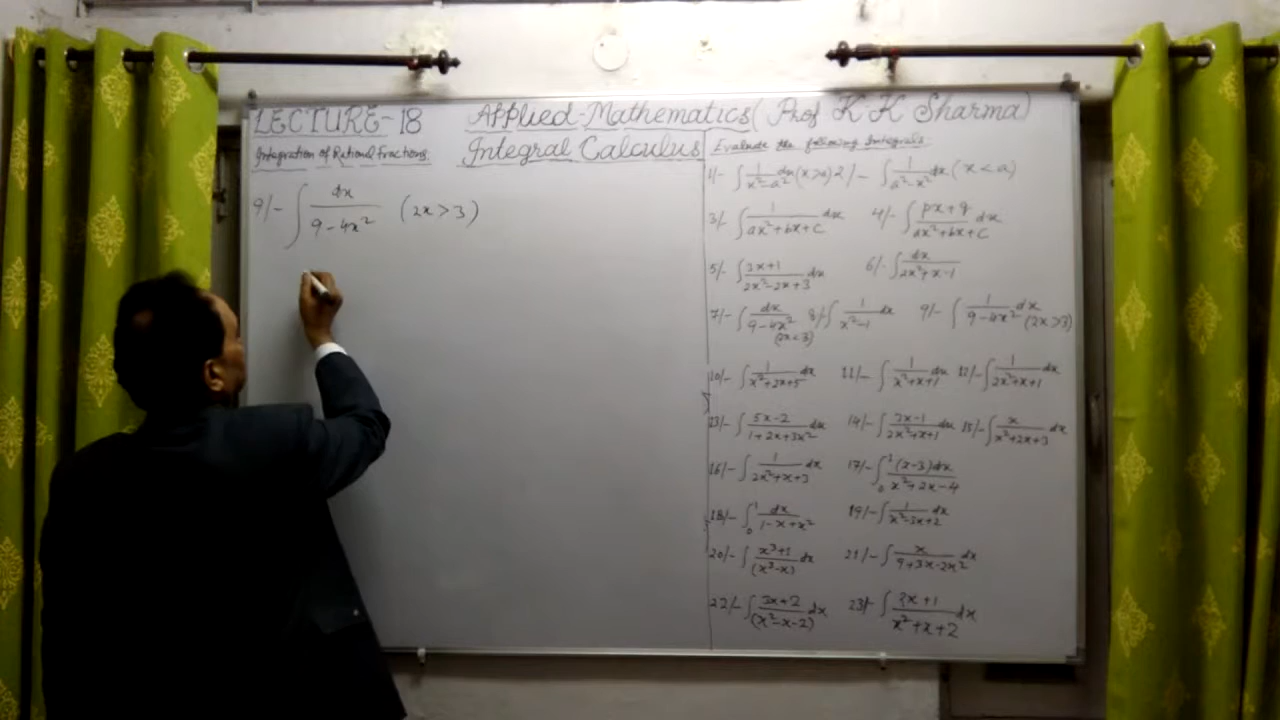 LECTURE-18 Applied-Mathematics (Prof K.K Sharma)
Integration of Rational Fractions Integral Calculus
9/- ∫ dx/(9-4x²) (2x>3)
Evaluate the following Integrals
1/- ∫ 1/(x²-a²) dx (x>a) 2/- ∫ 1/(a²-x²) dx (x<a)
3/- ∫ 1/(ax²+bx+c) dx 4/- ∫ (px+q)/(ax²+bx+c) dx
5/- ∫ (3x+1)/(2x²-2x+3) dx 6/- ∫ dx/(2x²+x-1)
7/- ∫ dx/(9-4x²) (2x<3) 8/- ∫ 1/(x²-1) dx 9/- ∫ 1/(9-4x²) dx (2x>3)
10/- ∫ 1/(x²+2x+5) dx 11/- ∫ 1/(x²+x+1) dx 12/- ∫ 1/(2x²+x+1) dx
13/- ∫ (5x-2)/(1+2x+3x²) dx 14/- ∫ (3x-1)/(2x²+x+1) dx 15/- ∫ x/(x²+2x+3) dx
16/- ∫ 1/(2x²+x+3) dx 17/- ∫₀¹ (x-3)dx/(x²+2x-4)
18/- ∫₀¹ dx/(1-x+x²) 19/- ∫ 1/(x²-3x+2) dx
20/- ∫ (x³+1)/(x³-x) dx 21/- ∫ x/(9+3x-2x²) dx
22/- ∫ (3x+2)/(x²-x-2) dx 23/- ∫ (2x+1)/(x²+x+2) dx